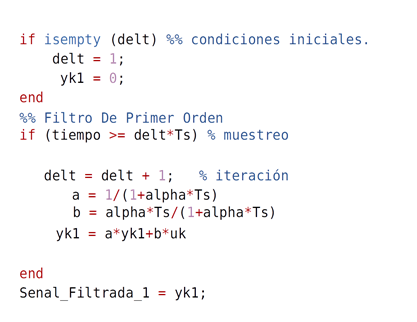 if isempty (delt) %% condiciones iniciales.
delt = 1;
yk1 = 0;
end
%% Filtro De Primer Orden
if (tiempo >= delt*Ts) % muestreo
delt = delt + 1; % iteración
a = 1/(1+alpha*Ts)
b = alpha*Ts/(1+alpha*Ts)
yk1 = a*yk1+b*uk
end
Senal_Filtrada_1 = yk1;